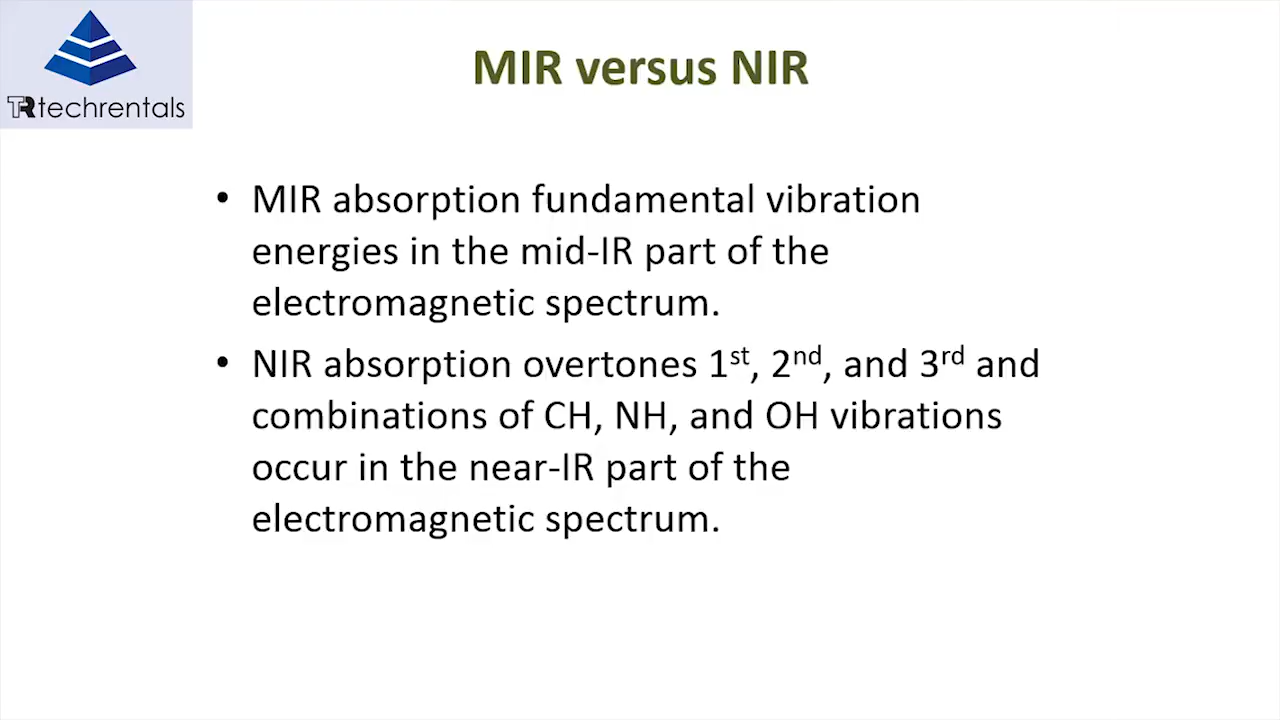 TR techrentals
MIR versus NIR
• MIR absorption fundamental vibration
energies in the mid-IR part of the
electromagnetic spectrum.
• NIR absorption overtones 1st, 2nd, and 3rd and
combinations of CH, NH, and OH vibrations
occur in the near-IR part of the
electromagnetic spectrum.